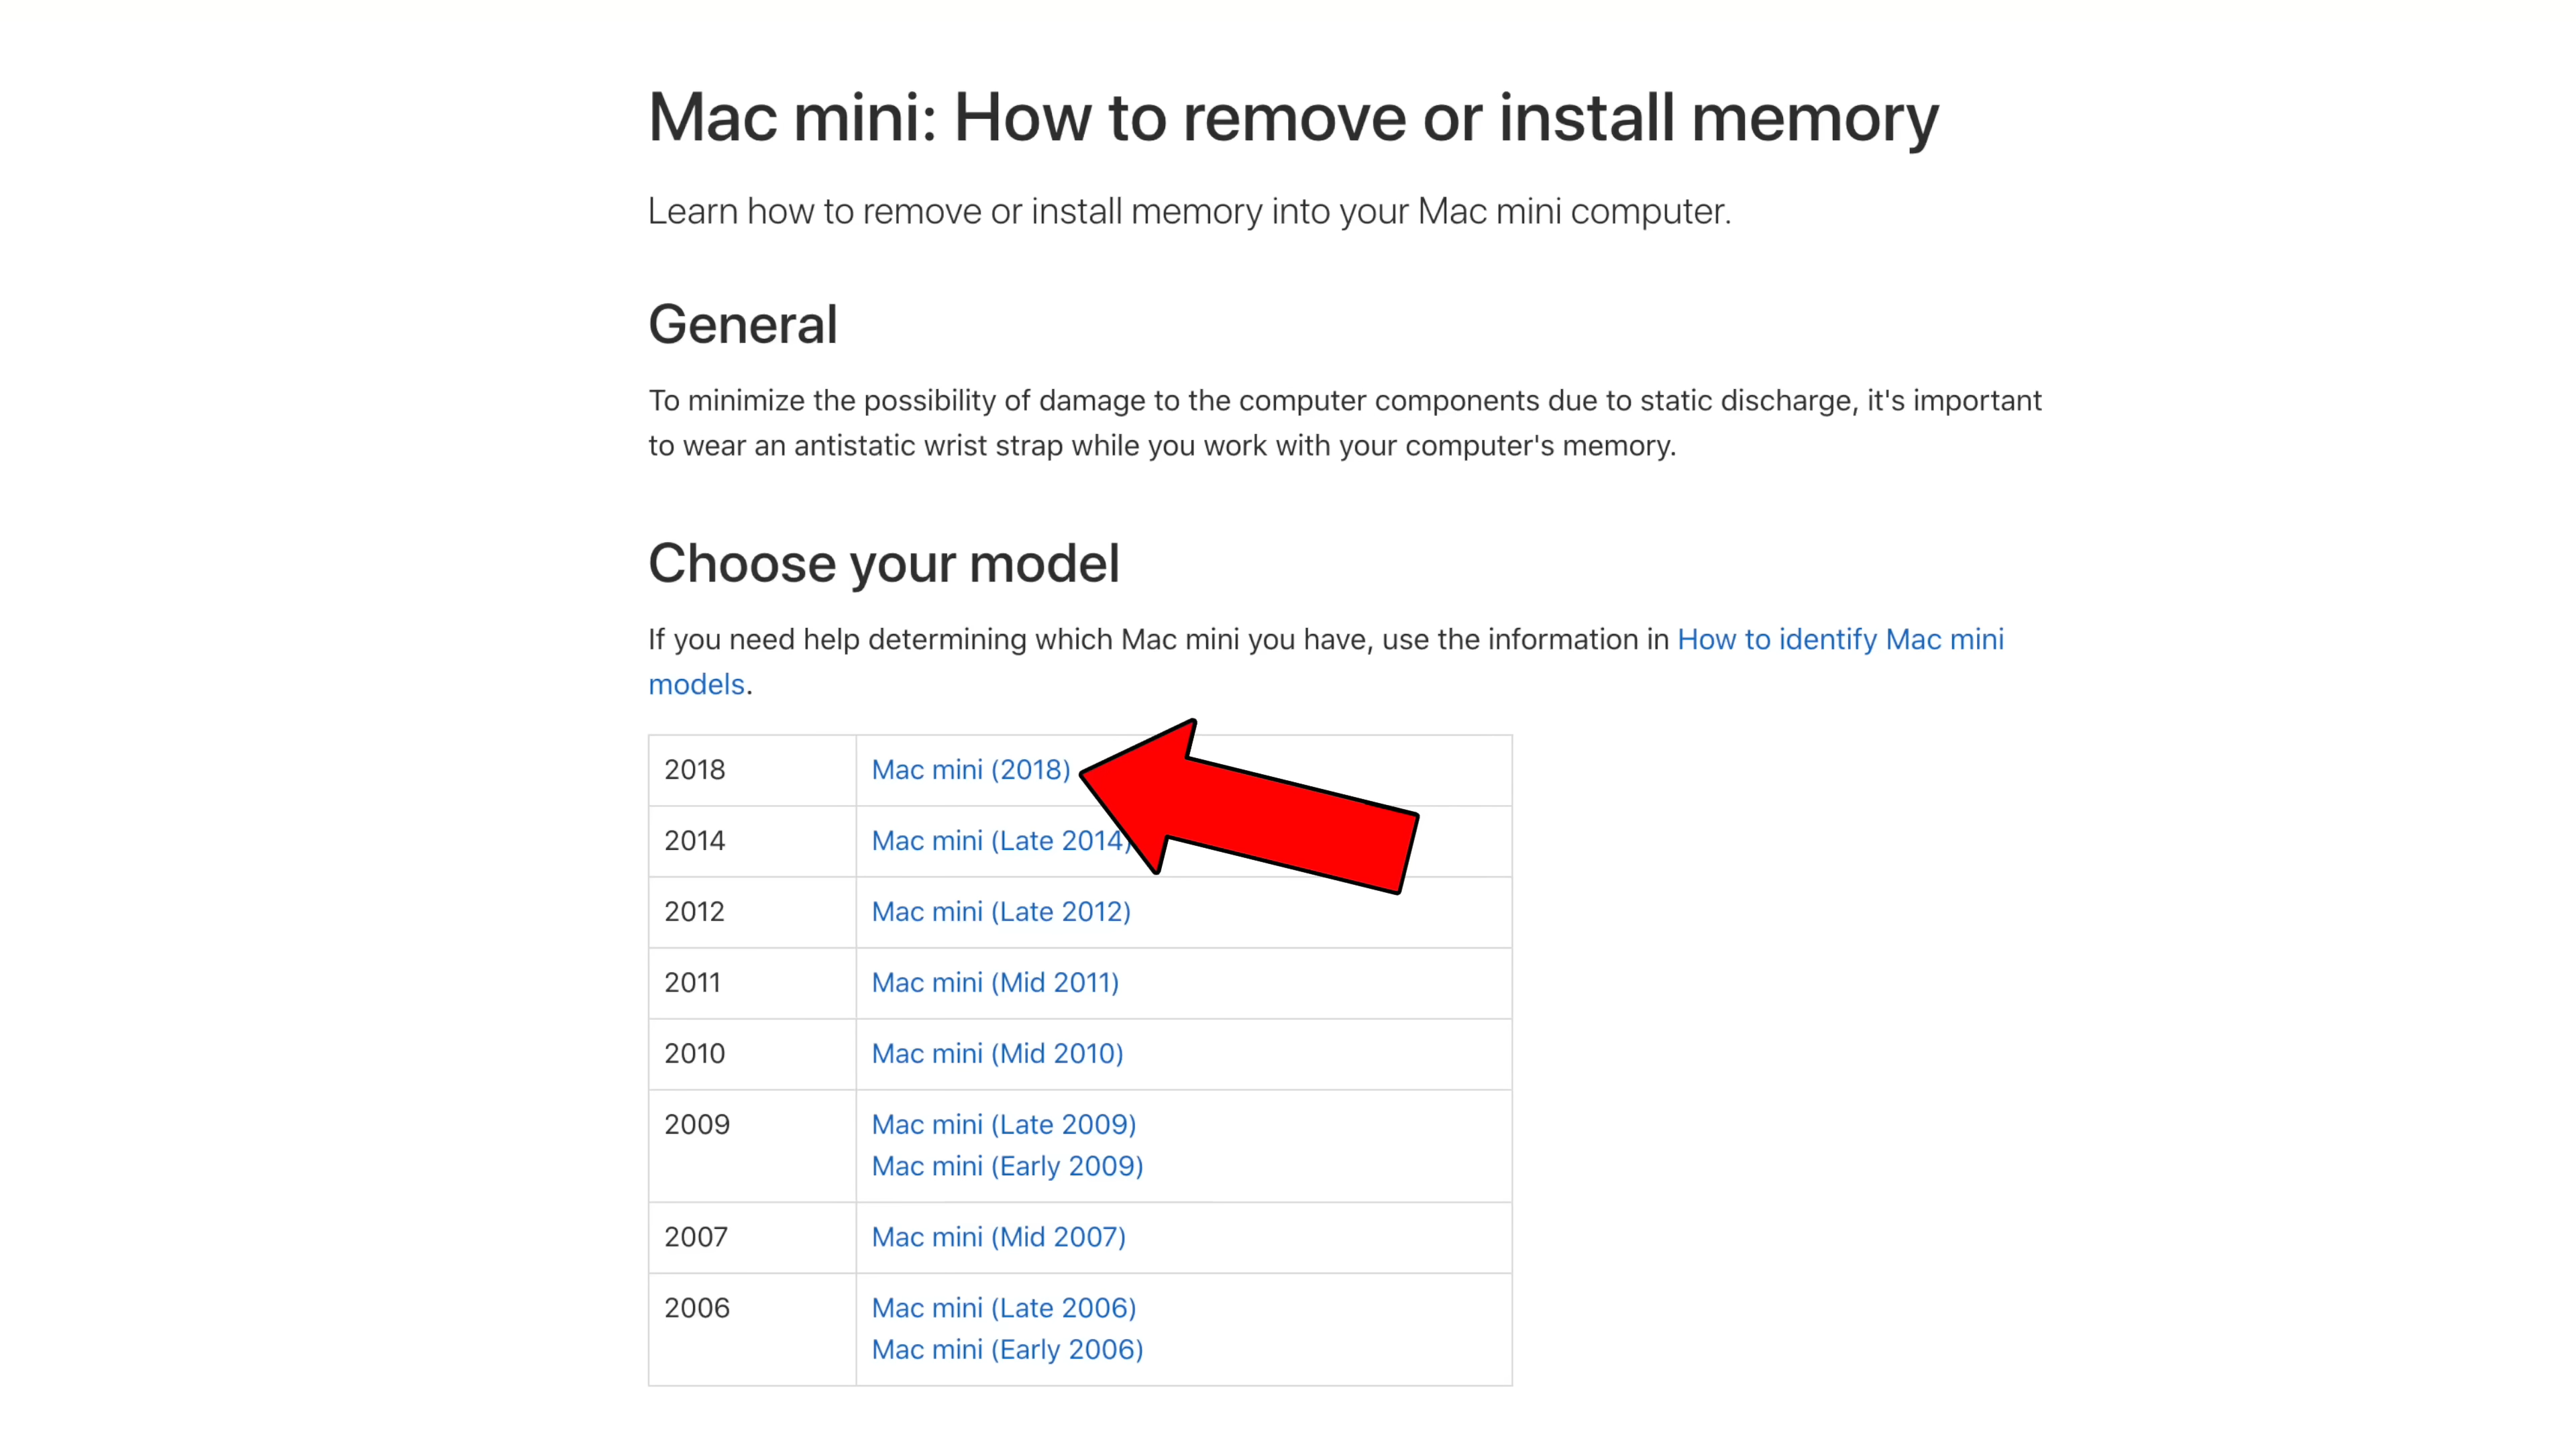 Mac mini: How to remove or install memory
Learn how to remove or install memory into your Mac mini computer.
General
To minimize the possibility of damage to the computer components due to static discharge, it's important
to wear an antistatic wrist strap while you work with your computer's memory.
Choose your model
If you need help determining which Mac mini you have, use the information in How to identify Mac mini
models.
2018 Mac mini (2018)
2014 Mac mini (Late 2014)
2012 Mac mini (Late 2012)
2011 Mac mini (Mid 2011)
2010 Mac mini (Mid 2010)
2009 Mac mini (Late 2009)
Mac mini (Early 2009)
2007 Mac mini (Mid 2007)
2006 Mac mini (Late 2006)
Mac mini (Early 2006)